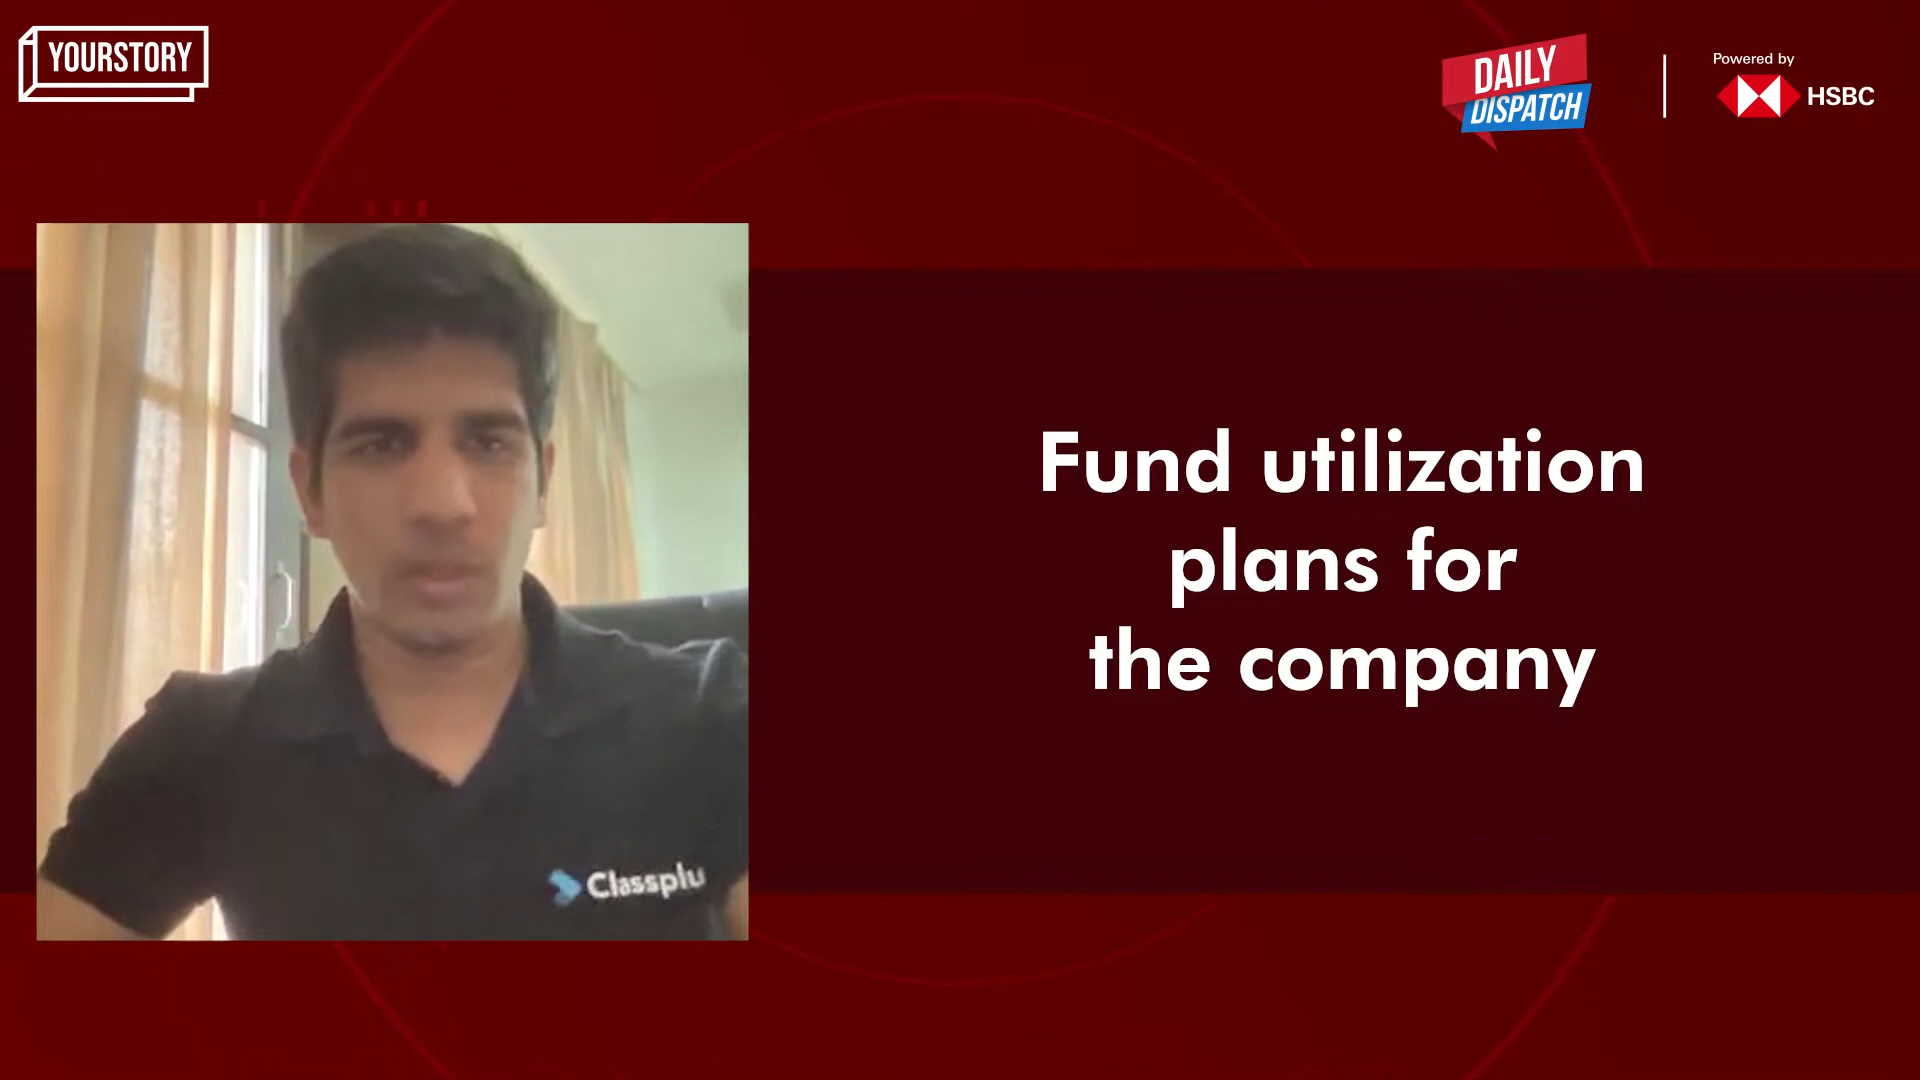 YOURSTORY
DAILY
DISPATCH
Powered by
HSBC
Fund utilization
plans for
the company
Classplu